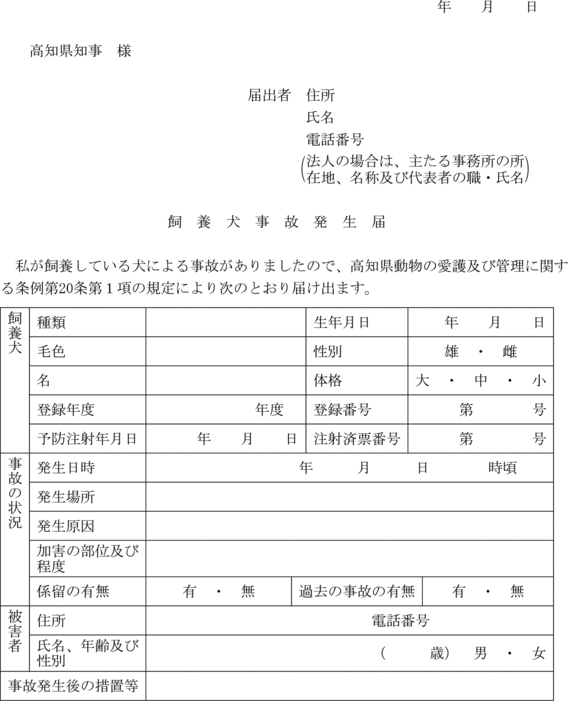 年　　月　　日
高知県知事　様
届出者　住所
氏名
電話番号
(法人の場合は、主たる事務所の所
在地、名称及び代表者の職・氏名)
飼　養　犬　事　故　発　生　届
私が飼養している犬による事故がありましたので、高知県動物の愛護及び管理に関す
る条例第20条第１項の規定により次のとおり届け出ます。
飼養犬
種類　生年月日　年　　月　　日
毛色　性別　雄　・　雌
名　体格　大　・　中　・　小
登録年度　年度　登録番号　第　　　　号
予防注射年月日　年　　月　　日　注射済票番号　第　　　　号
事故の状況
発生日時　年　　　月　　　日　　　　時頃
発生場所
発生原因
加害の部位及び
程度
係留の有無　有　・　無　過去の事故の有無　有　・　無
被害者
住所　電話番号
氏名、年齢及び
性別　（　　　歳）　男　・　女
事故発生後の措置等